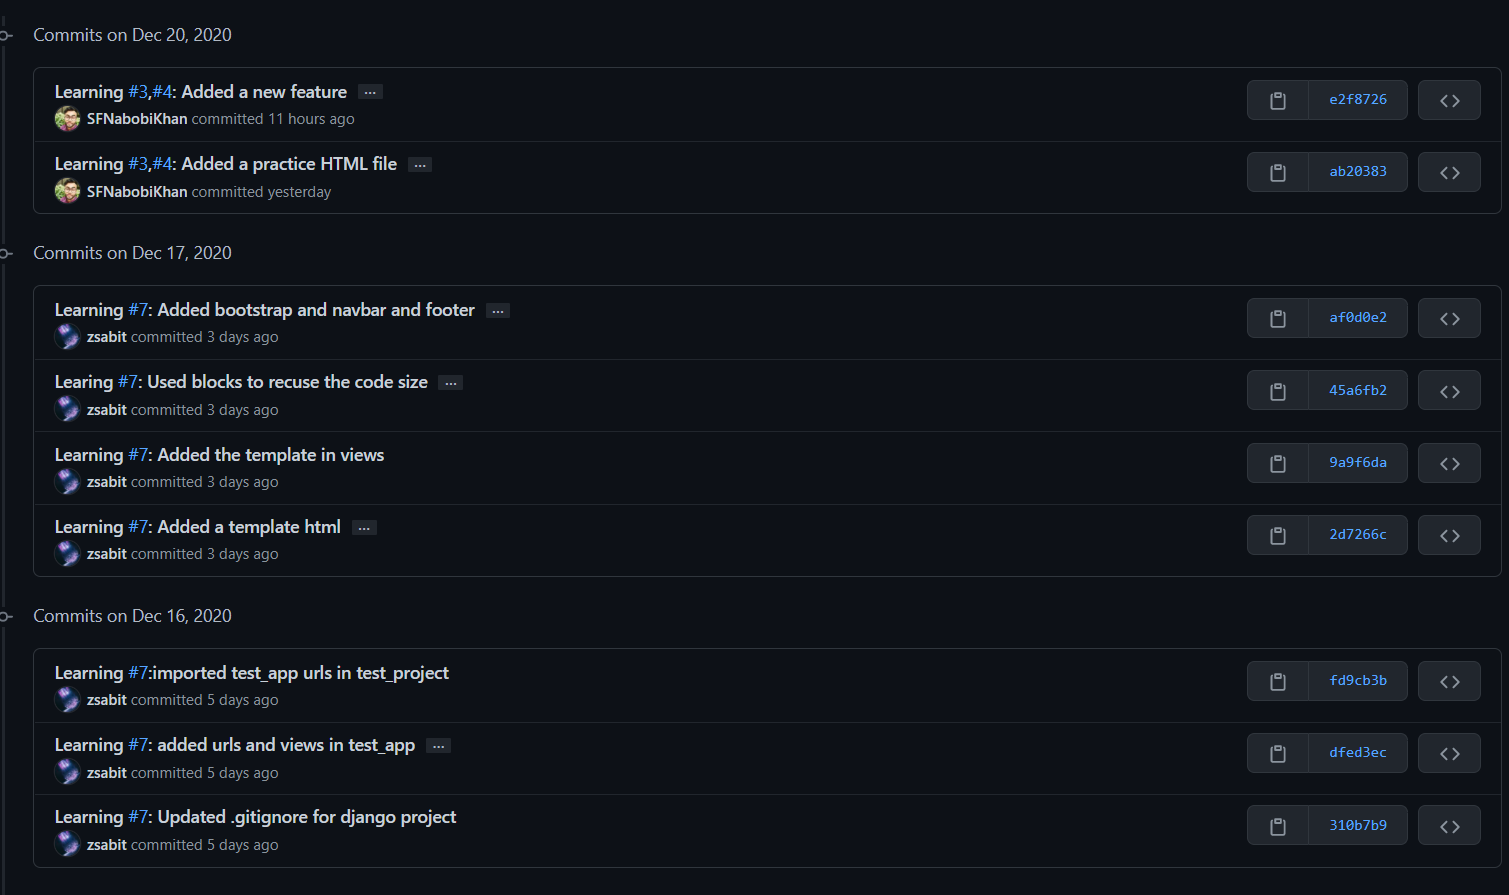 Commits on Dec 20, 2020
Learning #3,#4: Added a new feature ...
e2f8726
SFNabobiKhan committed 11 hours ago
Learning #3,#4: Added a practice HTML file ...
ab20383
SFNabobiKhan committed yesterday
Commits on Dec 17, 2020
Learning #7: Added bootstrap and navbar and footer ...
af0d0e2
zsabit committed 3 days ago
Learing #7: Used blocks to recuse the code size ...
45a6fb2
zsabit committed 3 days ago
Learning #7: Added the template in views
9a9f6da
zsabit committed 3 days ago
Learning #7: Added a template html ...
2d7266c
zsabit committed 3 days ago
Commits on Dec 16, 2020
Learning #7:imported test_app urls in test_project
fd9cb3b
zsabit committed 5 days ago
Learning #7: added urls and views in test_app ...
dfed3ec
zsabit committed 5 days ago
Learning #7: Updated .gitignore for django project
310b7b9
zsabit committed 5 days ago